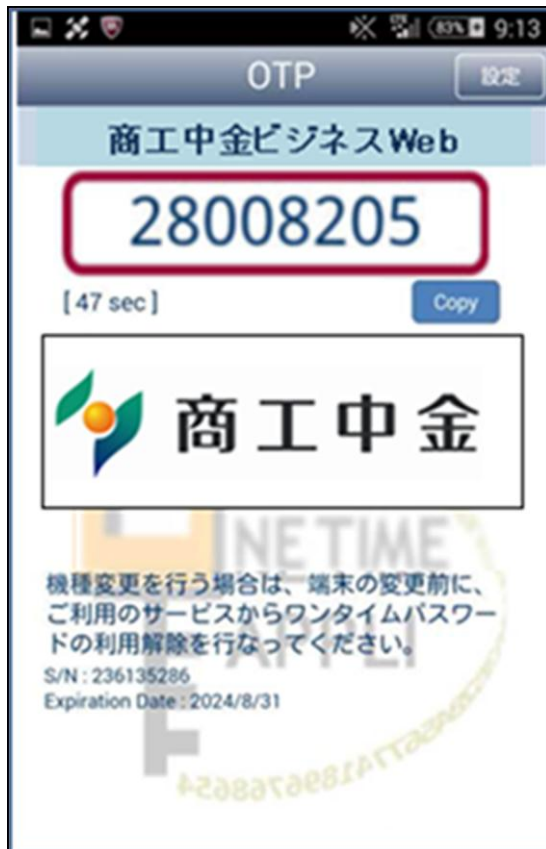 83% 9:13
OTP
設定
商工中金ビジネスWeb
28008205
[ 47 sec ]
Copy
商工中金
NE TIME
APPLI
機種変更を行う場合は、端末の変更前に、
ご利用のサービスからワンタイムパスワー
ドの利用解除を行なってください。
S/N : 236135286
Expiration Date : 2024/8/31